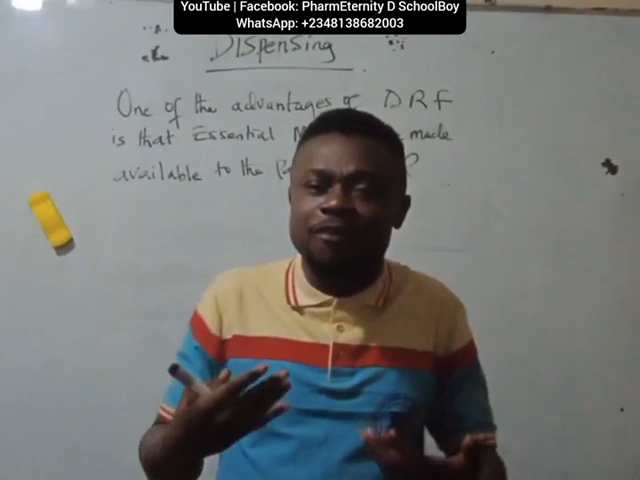 YouTube | Facebook: PharmEternity D SchoolBoy
WhatsApp: +2348138682003
Dispensing
One of the advantages of DRF
is that Essential made
available to the